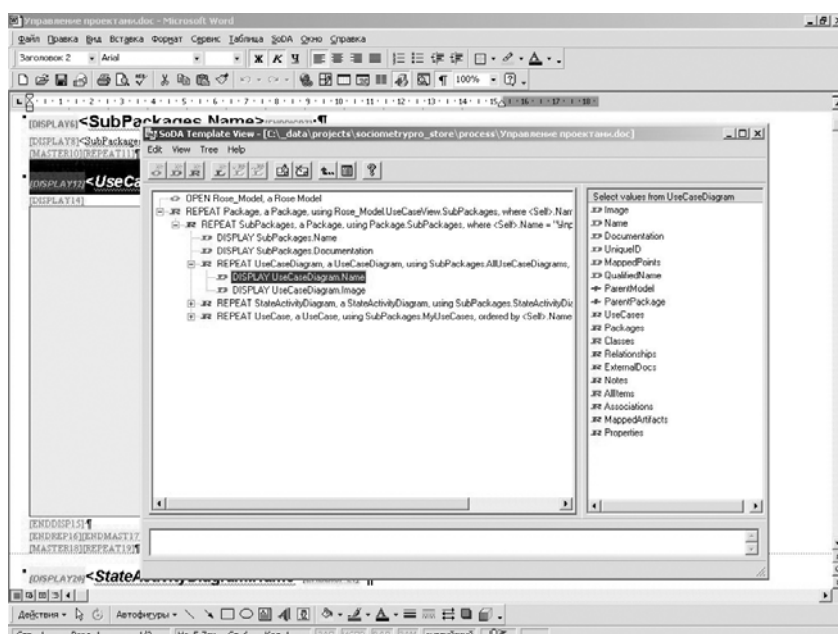 Управление проектами.doc - Microsoft Word
Файл Правка Вид Вставка Формат Сервис Таблица SoDA Окно Справка
Заголовок 2 Arial Ж К Ч
100%
[DISPLAY6]<SubPackages.Name>
[DISPLAY8]<SubPackages
[MASTER10][REPEAT11]¶
[DISPLAY12]<UseCa
[DISPLAY14]
SoDA Template View - [C:\_data\projects\sociometrypro_store\process\Управление проектами.doc]
Edit View Tree Help
OPEN Rose_Model, a Rose Model
REPEAT Package, a Package, using Rose_Model.UseCaseView.SubPackages, where <Self>.Nam
REPEAT SubPackages, a Package, using Package.SubPackages, where <Self>.Name = "Упр
DISPLAY SubPackages.Name
DISPLAY SubPackages.Documentation
REPEAT UseCaseDiagram, a UseCaseDiagram, using SubPackages.AllUseCaseDiagrams,
DISPLAY UseCaseDiagram.Name
DISPLAY UseCaseDiagram.Image
REPEAT StateActivityDiagram, a StateActivityDiagram, using SubPackages.StateActivityDia
REPEAT UseCase, a UseCase, using SubPackages.MyUseCases, ordered by <Self>.Name
Select values from UseCaseDiagram
Image
Name
Documentation
UniqueID
MappedPoints
QualifiedName
ParentModel
ParentPackage
UseCases
Packages
Classes
Relationships
ExternalDocs
Notes
AllItems
Associations
MappedArtifacts
Properties
[ENDDISP15]¶
[ENDREP16][ENDMAST17]
[MASTER18][REPEAT19]¶
[DISPLAY20]<StateActivityDiagram.Name
Действия Автофигуры